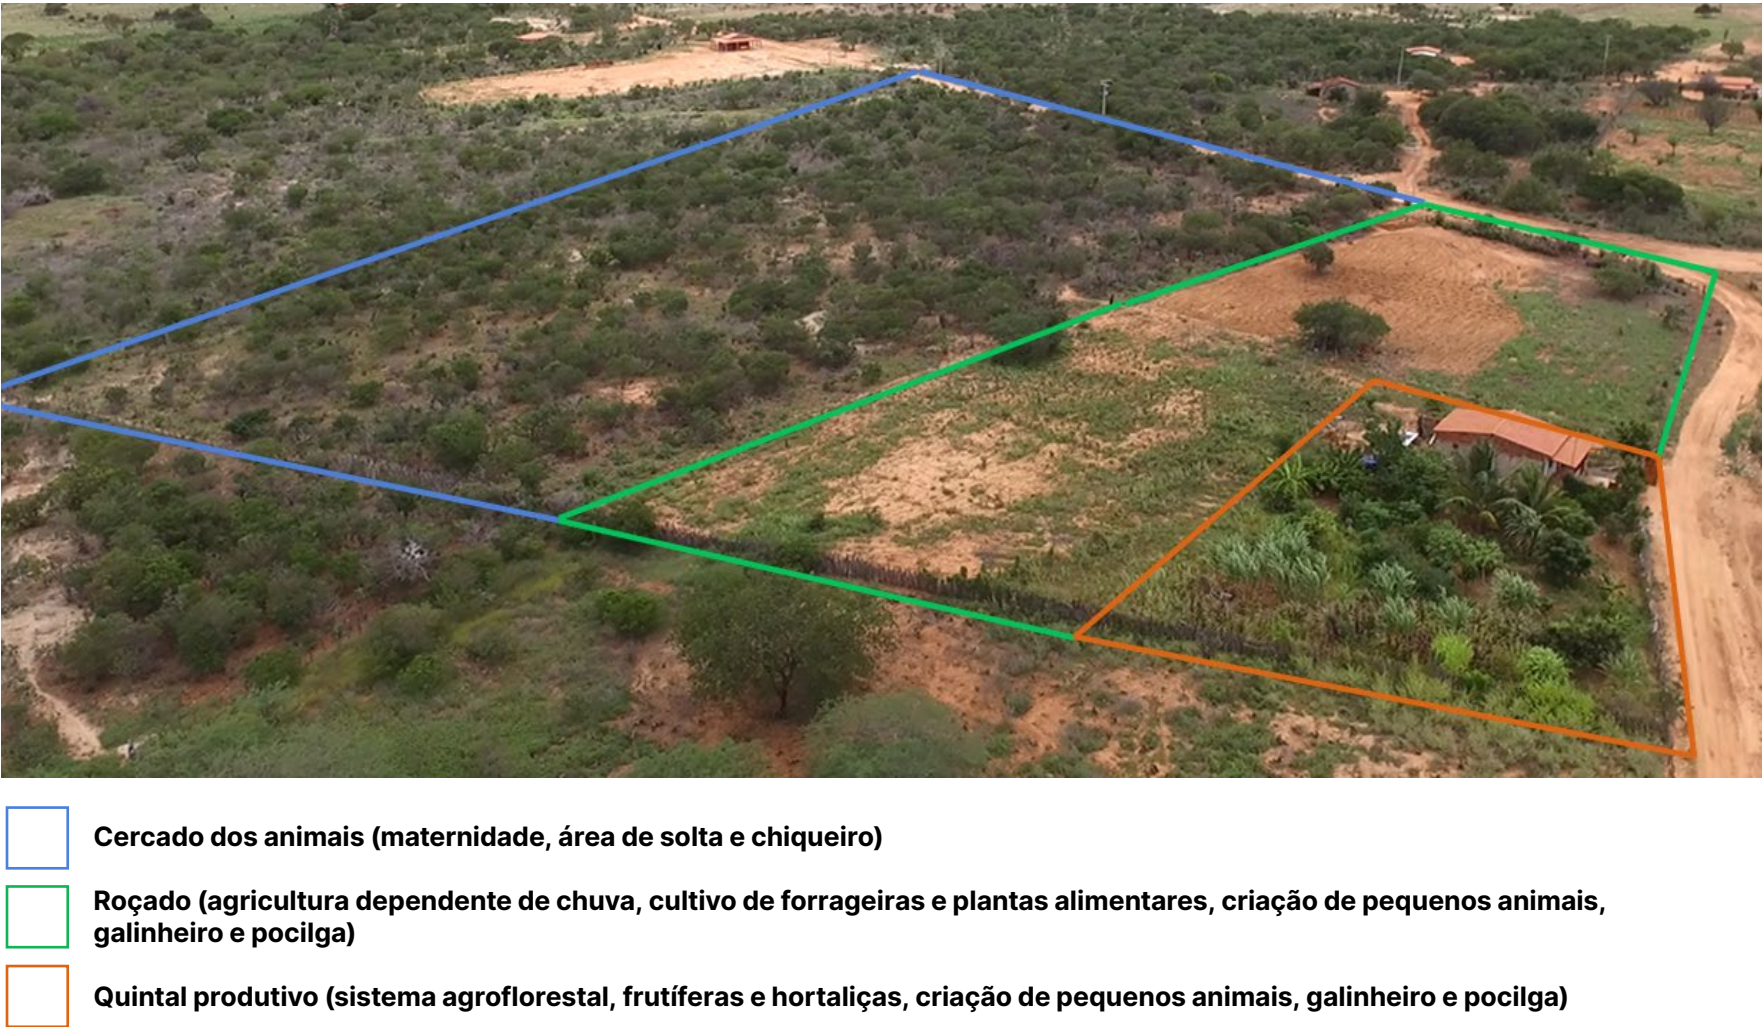 Cercado dos animais (maternidade, área de solta e chiqueiro)
Roçado (agricultura dependente de chuva, cultivo de forrageiras e plantas alimentares, criação de pequenos animais,
galinheiro e pocilga)
Quintal produtivo (sistema agroflorestal, frutíferas e hortaliças, criação de pequenos animais, galinheiro e pocilga)